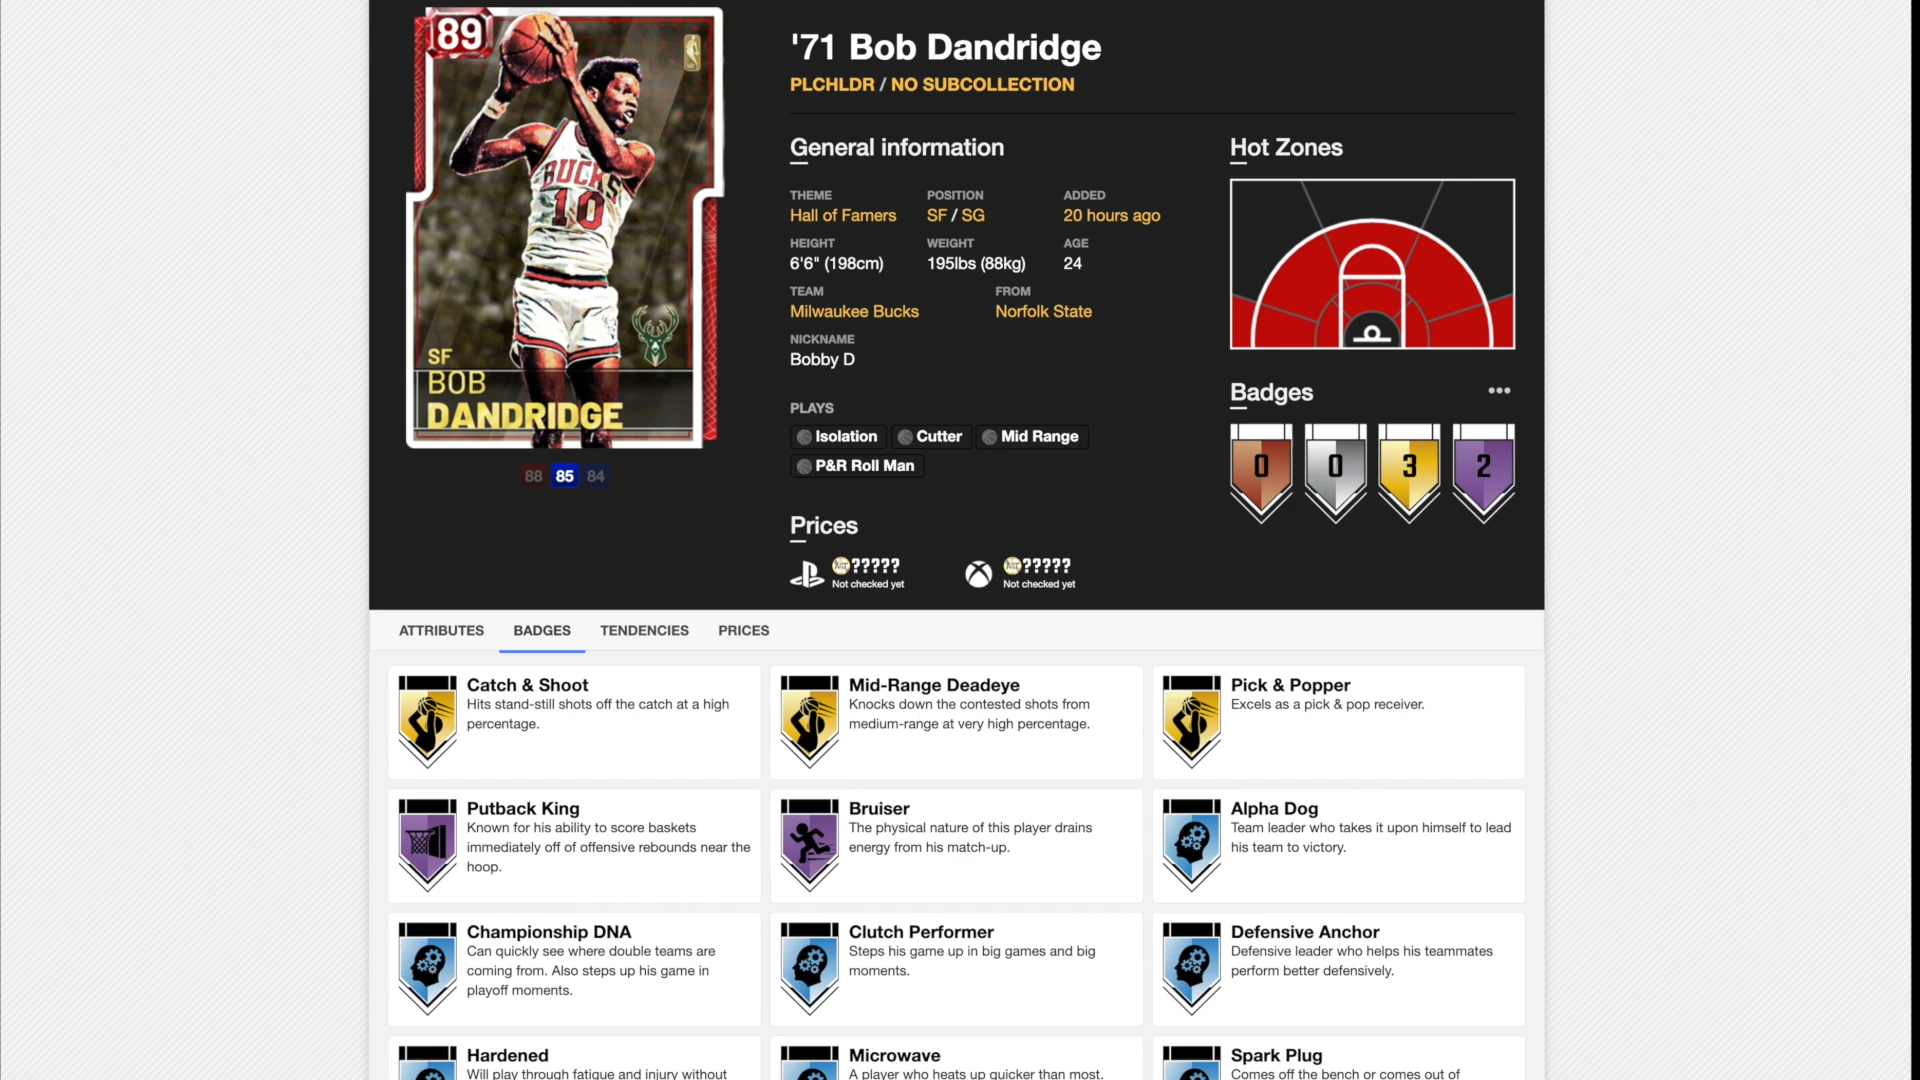 89
BUCKS
10
SF
BOB
DANDRIDGE
88 85 84
'71 Bob Dandridge
PLCHLDR / NO SUBCOLLECTION
General information
THEME POSITION ADDED
Hall of Famers SF / SG 20 hours ago
HEIGHT WEIGHT AGE
6'6" (198cm) 195lbs (88kg) 24
TEAM FROM
Milwaukee Bucks Norfolk State
NICKNAME
Bobby D
PLAYS
Isolation Cutter Mid Range
P&R Roll Man
Prices
MT ????? MT ?????
Not checked yet Not checked yet
Hot Zones
Badges •••
0 0 3 2
ATTRIBUTES BADGES TENDENCIES PRICES
Catch & Shoot
Hits stand-still shots off the catch at a high
percentage.
Mid-Range Deadeye
Knocks down the contested shots from
medium-range at very high percentage.
Pick & Popper
Excels as a pick & pop receiver.
Putback King
Known for his ability to score baskets
immediately off of offensive rebounds near the
hoop.
Bruiser
The physical nature of this player drains
energy from his match-up.
Alpha Dog
Team leader who takes it upon himself to lead
his team to victory.
Championship DNA
Can quickly see where double teams are
coming from. Also steps up his game in
playoff moments.
Clutch Performer
Steps his game up in big games and big
moments.
Defensive Anchor
Defensive leader who helps his teammates
perform better defensively.
Hardened
Will play through fatigue and injury without
Microwave
A player who heats up quicker than most.
Spark Plug
Comes off the bench or comes out of